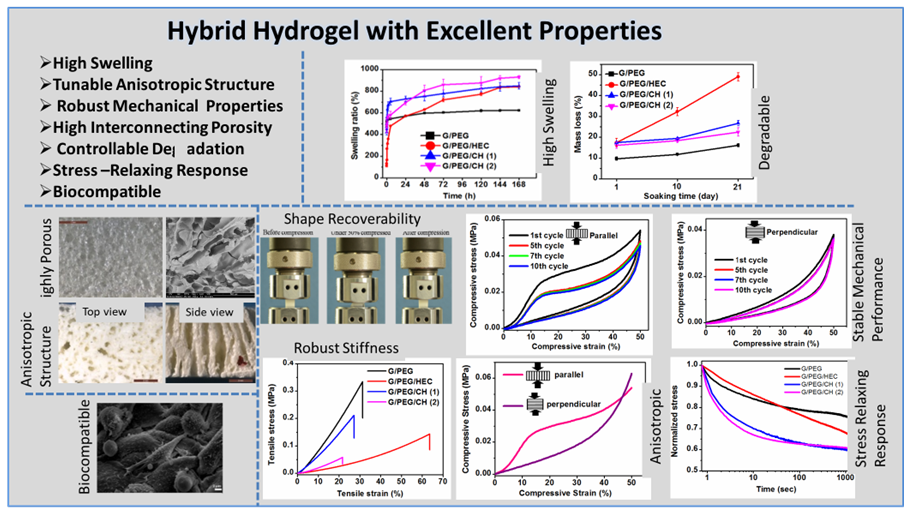 Hybrid Hydrogel with Excellent Properties
➢High Swelling
➢Tunable Anisotropic Structure
➢ Robust Mechanical Properties
➢High Interconnecting Porosity
➢ Controllable De adation
➢Stress –Relaxing Response
➢Biocompatible
Swelling ratio (%)
1000
800
600
400
200
0
G/PEG
G/PEG/HEC
G/PEG/CH (1)
G/PEG/CH (2)
0 24 48 72 96 120 144 168
Time (h)
High Swelling
Mass loss (%)
50
40
30
20
10
0
G/PEG
G/PEG/HEC
G/PEG/CH (1)
G/PEG/CH (2)
1 10 21
Soaking time (day)
Degradable
ighly Porous
Anisotropic
Structure
Top view
Side view
Biocompatible
Shape Recoverability
Before compression
Under 50% compressed
After compression
Compressive stress (MPa)
0.06
0.04
0.02
0.00
1st cycle
5th cycle
7th cycle
10th cycle
Parallel
0 10 20 30 40 50
Compressive strain (%)
Compressive stress (MPa)
0.06
0.04
0.02
0.00
Perpendicular
1st cycle
5th cycle
7th cycle
10th cycle
0 10 20 30 40 50
Compressive strain (%)
Stable Mechanical
Performance
Robust Stiffness
Tensile stress (MPa)
0.4
0.3
0.2
0.1
0.0
G/PEG
G/PEG/HEC
G/PEG/CH (1)
G/PEG/CH (2)
0 10 20 30 40 50 60 70
Tensile strain (%)
Compressive Stress (MPa)
0.06
0.04
0.02
0.00
parallel
perpendicular
0 10 20 30 40 50
Compressive Strain (%)
Anisotropic
Normalized stress
1.0
0.9
0.8
0.7
0.6
0.5
G/PEG
G/PEG/HEC
G/PEG/CH (1)
G/PEG/CH (2)
1 10 100 1000
Time (sec)
Stress Relaxing
Response